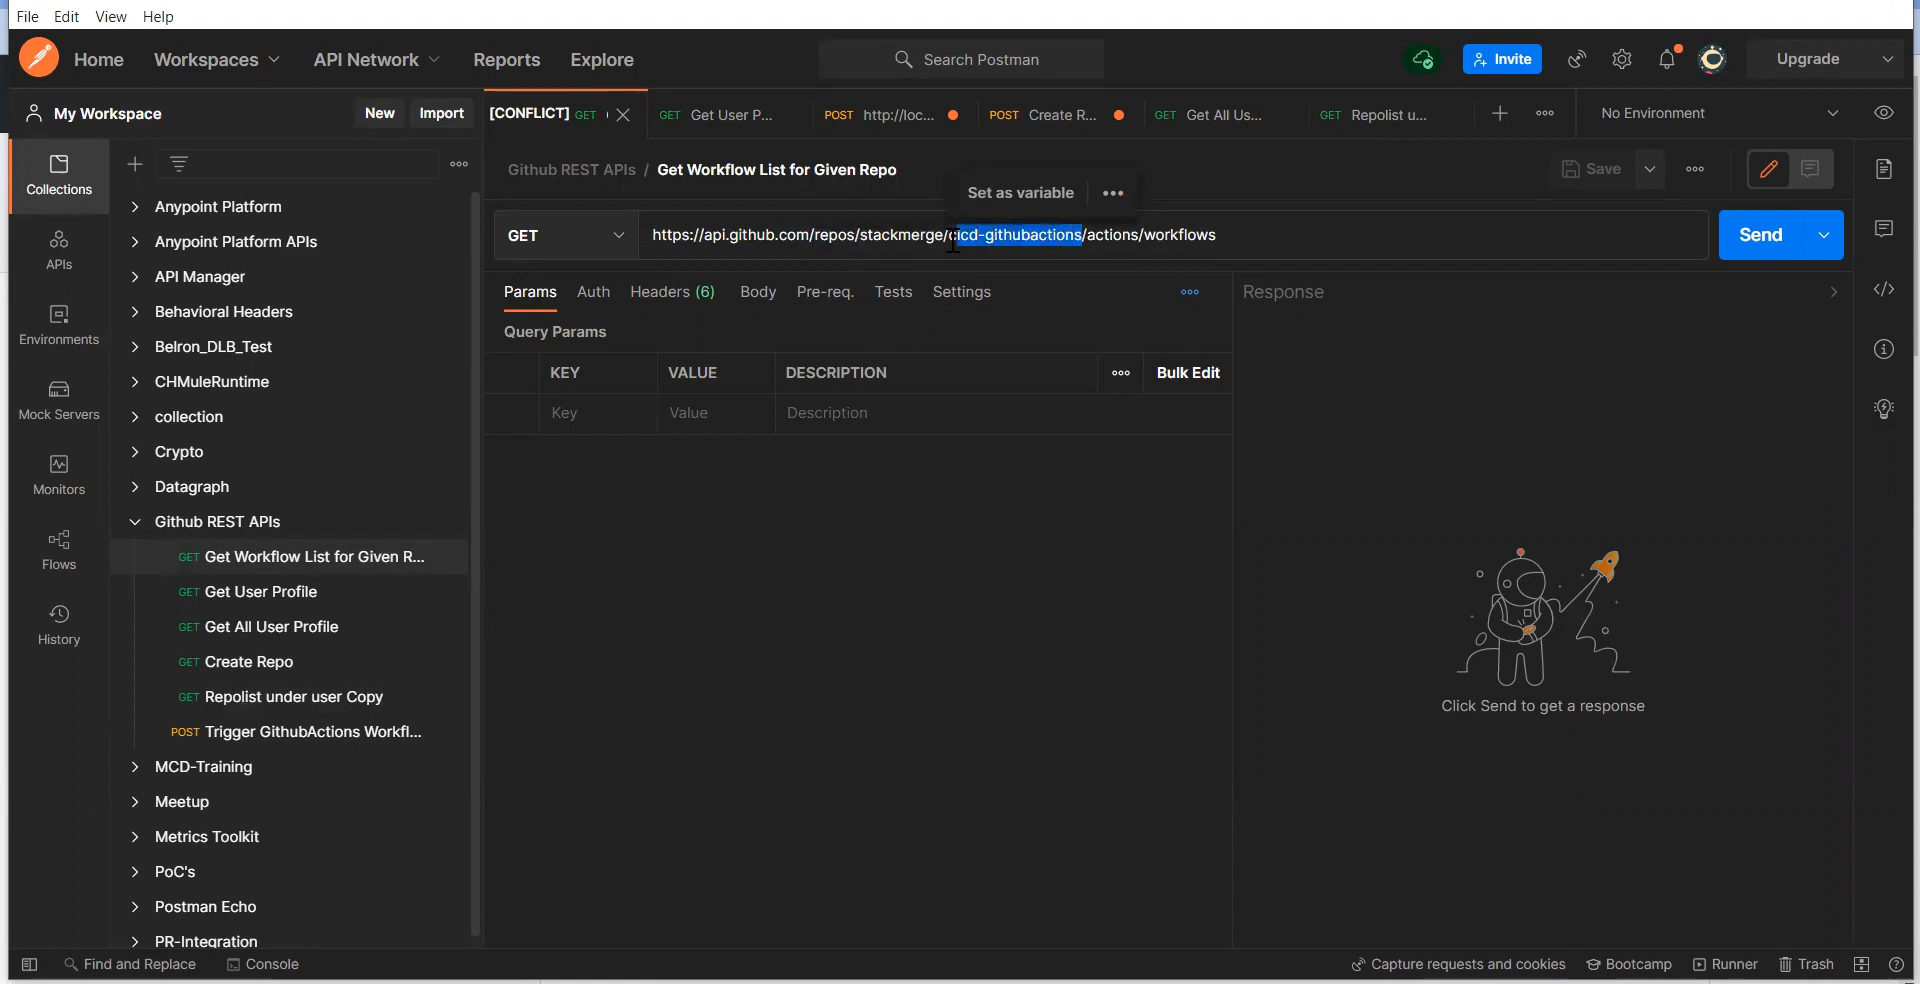 File Edit View Help
Home Workspaces API Network Reports Explore Search Postman Invite Upgrade
My Workspace New Import [CONFLICT] GET GET Get User P... POST http://loc... POST Create R... GET Get All Us... GET Repolist u... No Environment
Github REST APIs / Get Workflow List for Given Repo Save
Set as variable
GET https://api.github.com/repos/stackmerge/cicd-githubactions/actions/workflows Send
Params Auth Headers (6) Body Pre-req. Tests Settings Response
Query Params
KEY VALUE DESCRIPTION Bulk Edit
Key Value Description
Click Send to get a response
Collections
APIs
Environments
Mock Servers
Monitors
Flows
History
Anypoint Platform
Anypoint Platform APIs
API Manager
Behavioral Headers
Belron_DLB_Test
CHMuleRuntime
collection
Crypto
Datagraph
Github REST APIs
GET Get Workflow List for Given R...
GET Get User Profile
GET Get All User Profile
GET Create Repo
GET Repolist under user Copy
POST Trigger GithubActions Workfl...
MCD-Training
Meetup
Metrics Toolkit
PoC's
Postman Echo
PR-Integration
Find and Replace Console Capture requests and cookies Bootcamp Runner Trash